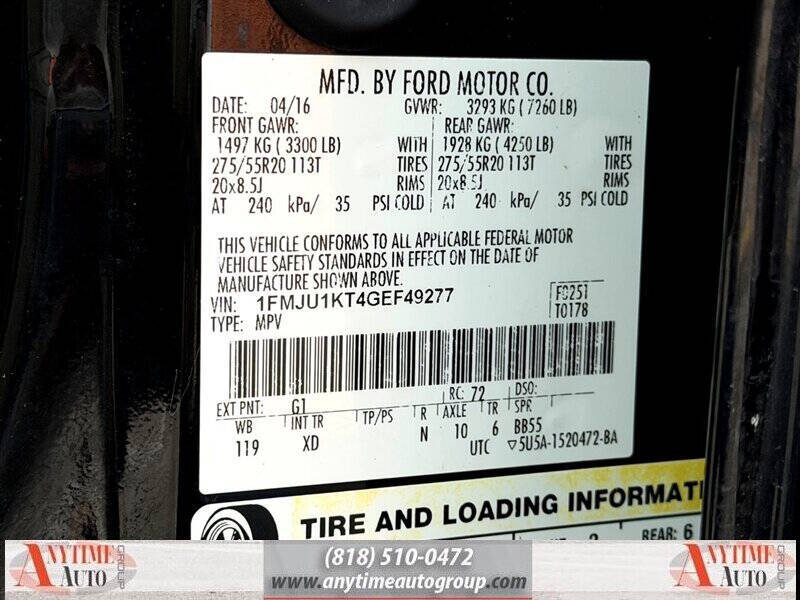 MFD. BY FORD MOTOR CO.
DATE: 04/16 GVWR: 3293 KG ( 7260 LB)
FRONT GAWR: REAR GAWR:
1497 KG ( 3300 LB) WITH 1928 KG ( 4250 LB) WITH
275/55R20 113T TIRES 275/55R20 113T TIRES
20x8.5J RIMS 20x8.5J RIMS
AT 240 kPa/ 35 PSI COLD AT 240 kPa/ 35 PSI COLD
THIS VEHICLE CONFORMS TO ALL APPLICABLE FEDERAL MOTOR
VEHICLE SAFETY STANDARDS IN EFFECT ON THE DATE OF
MANUFACTURE SHOWN ABOVE.
VIN: 1FMJU1KT4GEF49277 F0251
TYPE: MPV T0178
EXT PNT: G1 RC: 72 DSO:
WB INT TR TP/PS R AXLE TR SPR
119 XD N 10 6 BB55
UTC ▽5U5A-1520472-BA
TIRE AND LOADING INFORMATI
REAR: 6
ANYTIME AUTO GROUP
(818) 510-0472
www.anytimeautogroup.com
ANYTIME AUTO GROUP